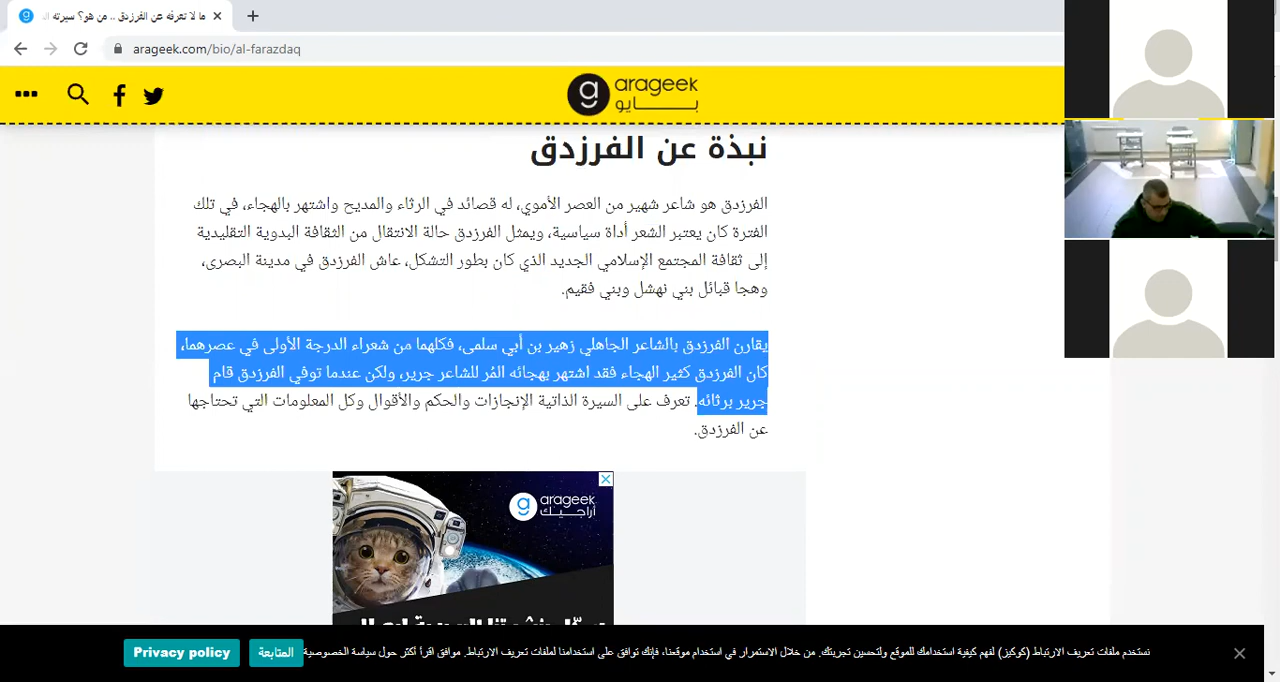 ما لا تعرفه عن الفرزدق .. من هو؟ سيرته
arageek.com/bio/al-farazdaq
arageek
بـــايو
نبذة عن الفرزدق
الفرزدق هو شاعر شهير من العصر الأموي، له قصائد في الرثاء والمديح واشتهر بالهجاء، في تلك
الفترة كان يعتبر الشعر أداة سياسية، ويمثل الفرزدق حالة الانتقال من الثقافة البدوية التقليدية
إلى ثقافة المجتمع الإسلامي الجديد الذي كان بطور التشكل، عاش الفرزدق في مدينة البصرى،
وهجا قبائل بني نهشل وبني فقيم.
يقارن الفرزدق بالشاعر الجاهلي زهير بن أبي سلمى، فكلهما من شعراء الدرجة الأولى في عصرهما،
كان الفرزدق كثير الهجاء فقد اشتهر بهجائه المُر للشاعر جرير، ولكن عندما توفي الفرزدق قام
جرير برثائه. تعرف على السيرة الذاتية الإنجازات والحكم والأقوال وكل المعلومات التي تحتاجها
عن الفرزدق.
arageek
أراجيـك
نستخدم ملفات تعريف الارتباط (كوكيز) لفهم كيفية استخدامك للموقع ولتحسين تجربتك. من خلال الاستمرار في استخدام موقعنا، فإنك توافق على استخدامنا لملفات تعريف الارتباط. موافق اقرأ أكثر حول سياسة الخصوصية
المتابعة
Privacy policy